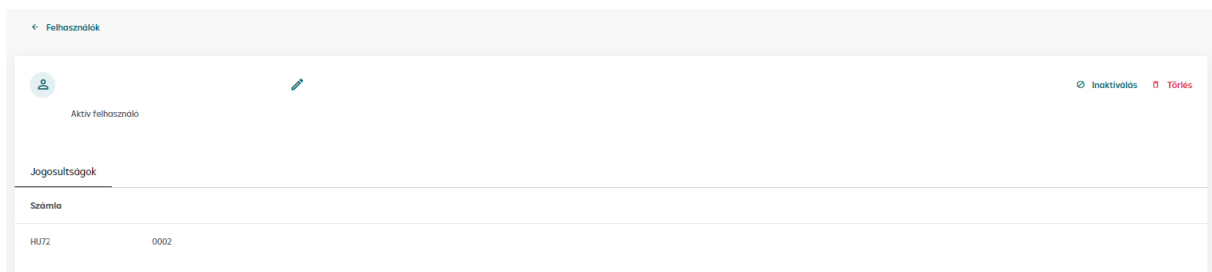 ← Felhasználók
Inaktiválás Törlés
Aktív felhasználó
Jogosultságok
Számla
HU72 0002